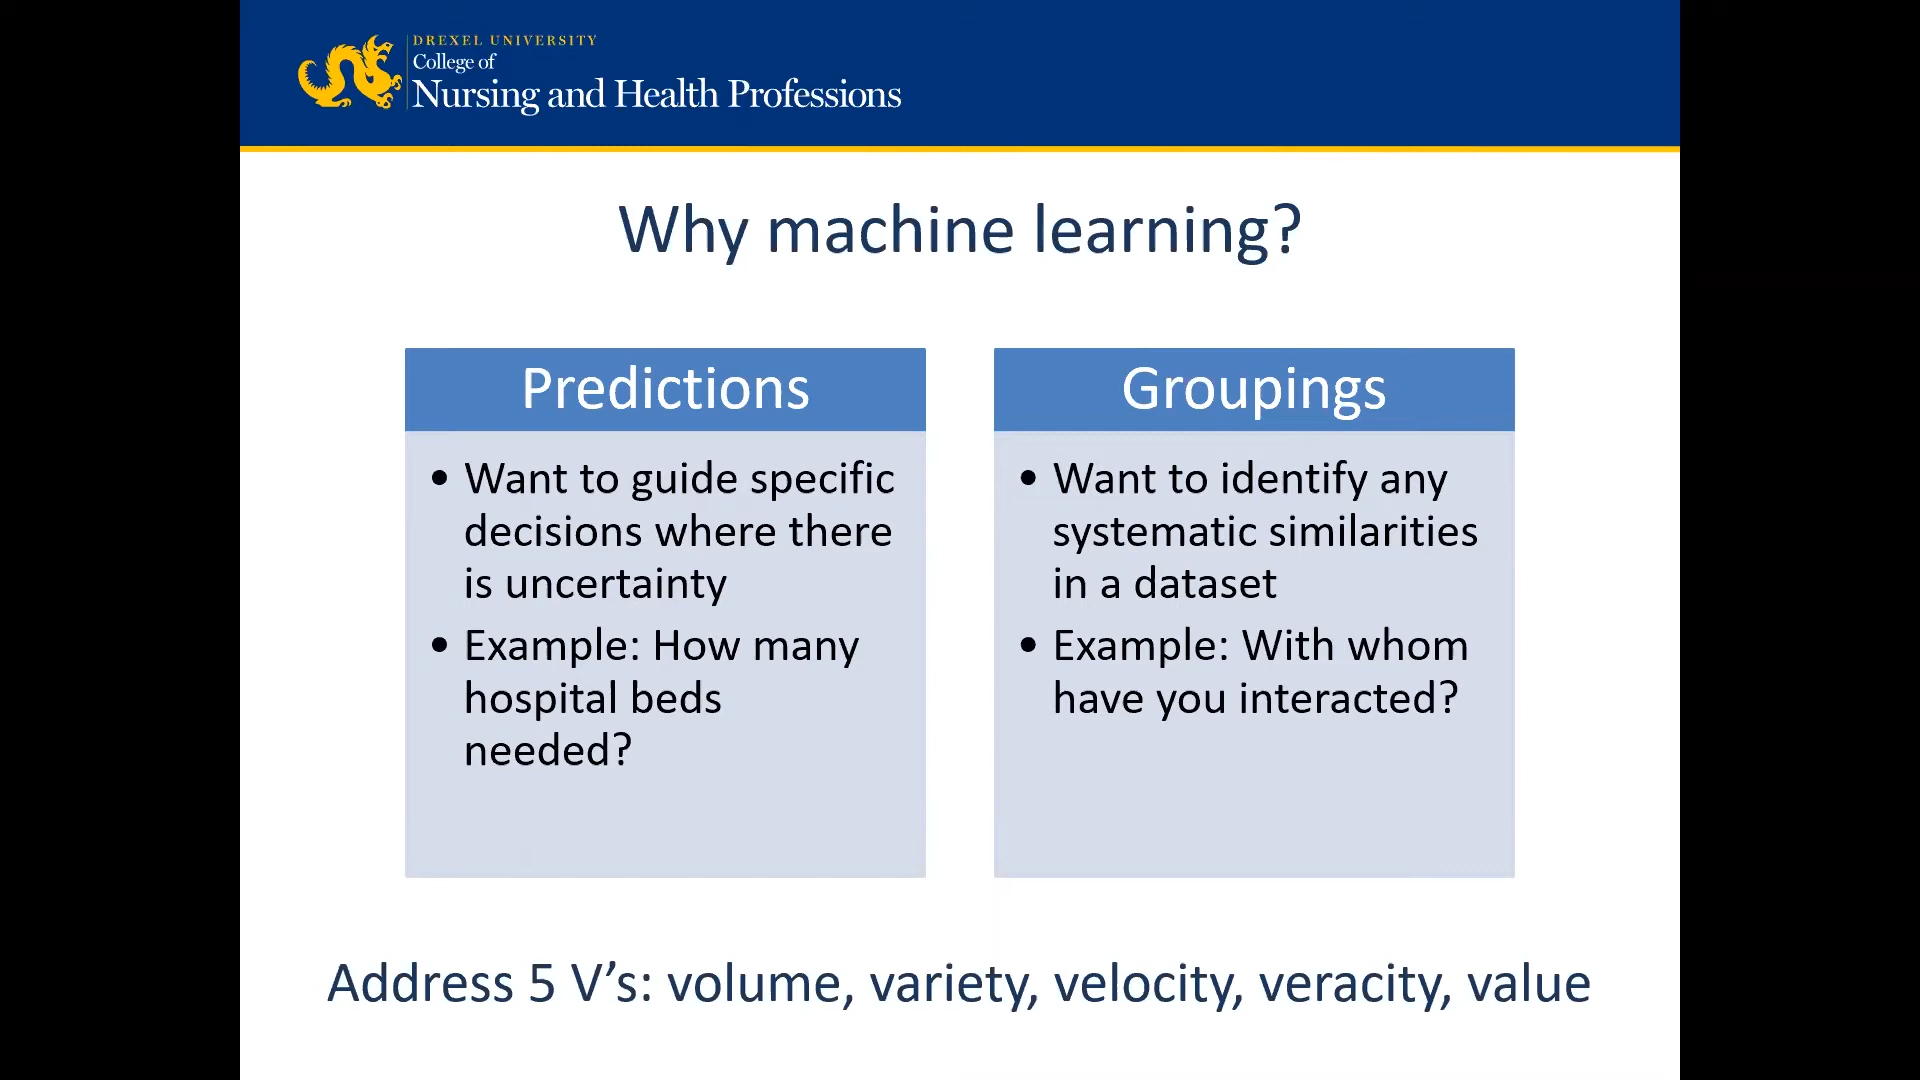 DREXEL UNIVERSITY
College of
Nursing and Health Professions
Why machine learning?
Predictions
• Want to guide specific
decisions where there
is uncertainty
• Example: How many
hospital beds
needed?
Groupings
• Want to identify any
systematic similarities
in a dataset
• Example: With whom
have you interacted?
Address 5 V’s: volume, variety, velocity, veracity, value